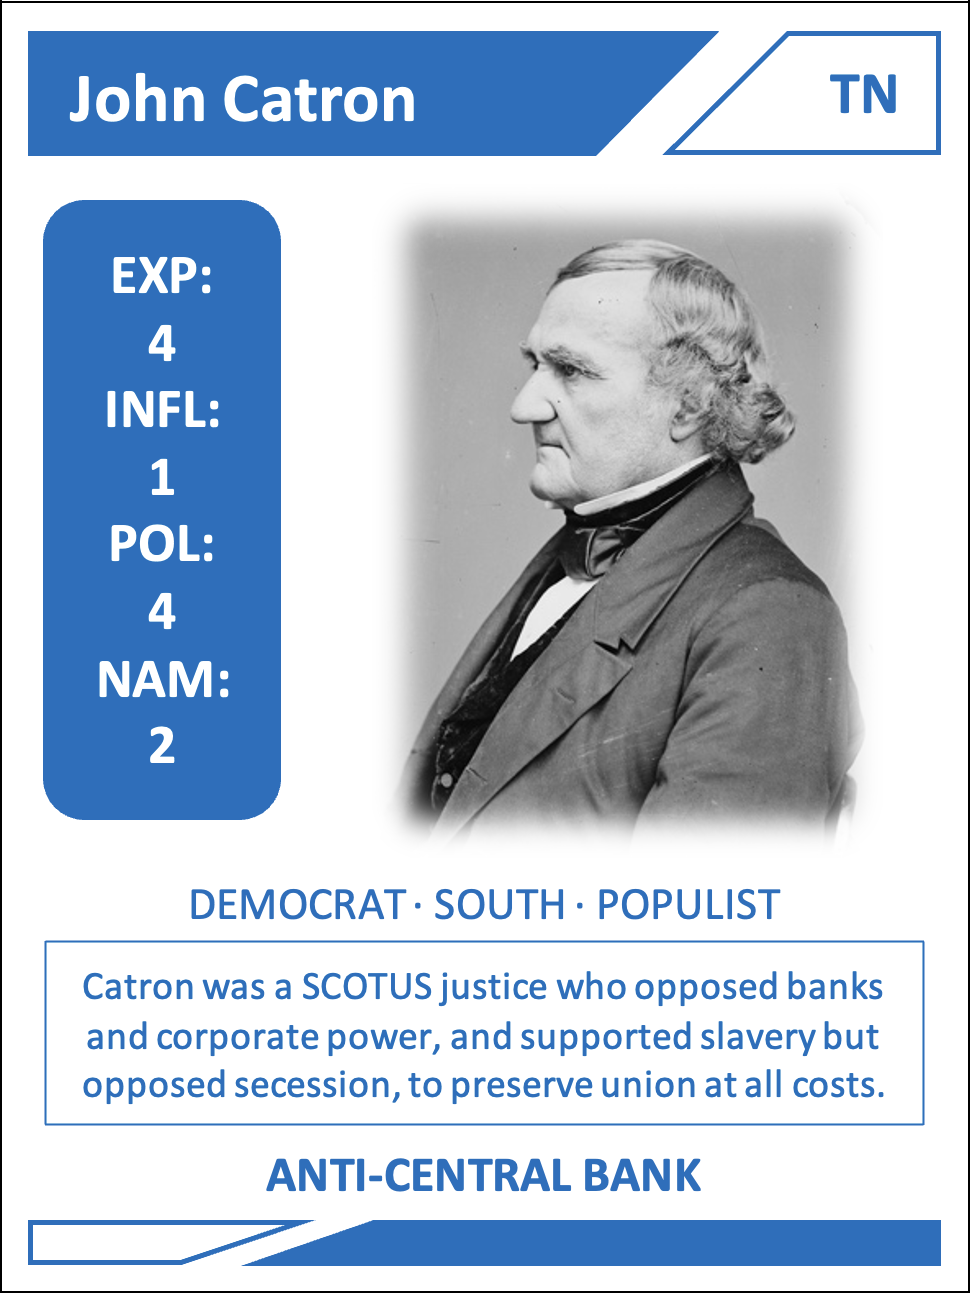 John Catron
TN
EXP:
4
INFL:
1
POL:
4
NAM:
2
DEMOCRAT · SOUTH · POPULIST
Catron was a SCOTUS justice who opposed banks
and corporate power, and supported slavery but
opposed secession, to preserve union at all costs.
ANTI-CENTRAL BANK